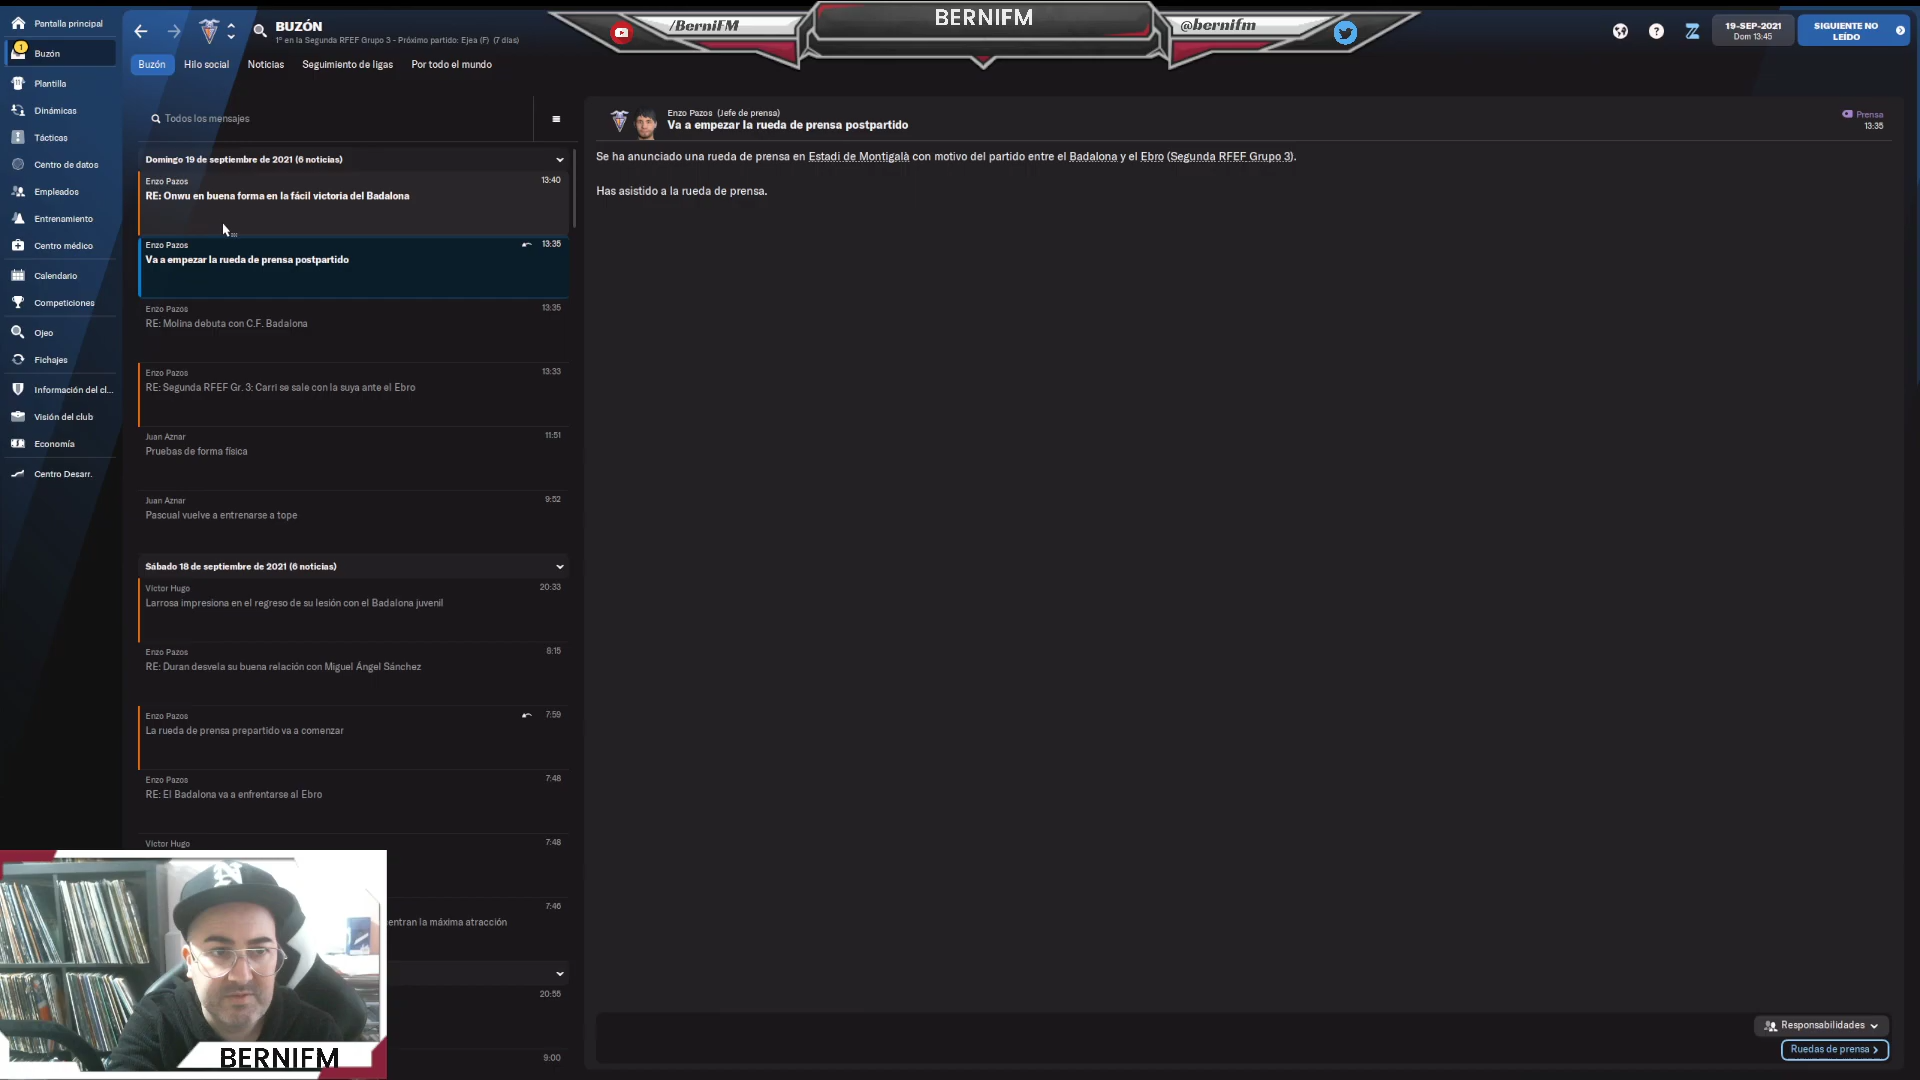 Pantalla principal
1
Buzón
Plantilla
Dinámicas
Tácticas
Centro de datos
Empleados
Entrenamiento
Centro médico
Calendario
Competiciones
Ojeo
Fichajes
Información del cl...
Visión del club
Economía
Centro Desarr.
BUZÓN
1º en la Segunda RFEF Grupo 3 - Próximo partido: Ejea (F) (7 días)
/BerniFM
BERNIFM
@bernifm
19-SEP-2021
Dom 13:45
SIGUIENTE NO
LEÍDO
Buzón
Hilo social
Noticias
Seguimiento de ligas
Por todo el mundo
Todos los mensajes
Domingo 19 de septiembre de 2021 (6 noticias)
Enzo Pazos 13:40
RE: Onwu en buena forma en la fácil victoria del Badalona
Enzo Pazos 13:35
Va a empezar la rueda de prensa postpartido
Enzo Pazos 13:35
RE: Molina debuta con C.F. Badalona
Enzo Pazos 13:33
RE: Segunda RFEF Gr. 3: Carri se sale con la suya ante el Ebro
Juan Aznar 11:51
Pruebas de forma física
Juan Aznar 9:52
Pascual vuelve a entrenarse a tope
Sábado 18 de septiembre de 2021 (6 noticias)
Víctor Hugo 20:33
Larrosa impresiona en el regreso de su lesión con el Badalona juvenil
Enzo Pazos 8:15
RE: Duran desvela su buena relación con Miguel Ángel Sánchez
Enzo Pazos 7:59
La rueda de prensa prepartido va a comenzar
Enzo Pazos 7:48
RE: El Badalona va a enfrentarse al Ebro
Víctor Hugo 7:48
7:46
entran la máxima atracción
20:55
9:00
Enzo Pazos (Jefe de prensa)
Va a empezar la rueda de prensa postpartido
Prensa
13:35
Se ha anunciado una rueda de prensa en Estadi de Montigalà con motivo del partido entre el Badalona y el Ebro (Segunda RFEF Grupo 3).
Has asistido a la rueda de prensa.
Responsabilidades
Ruedas de prensa
BERNIFM